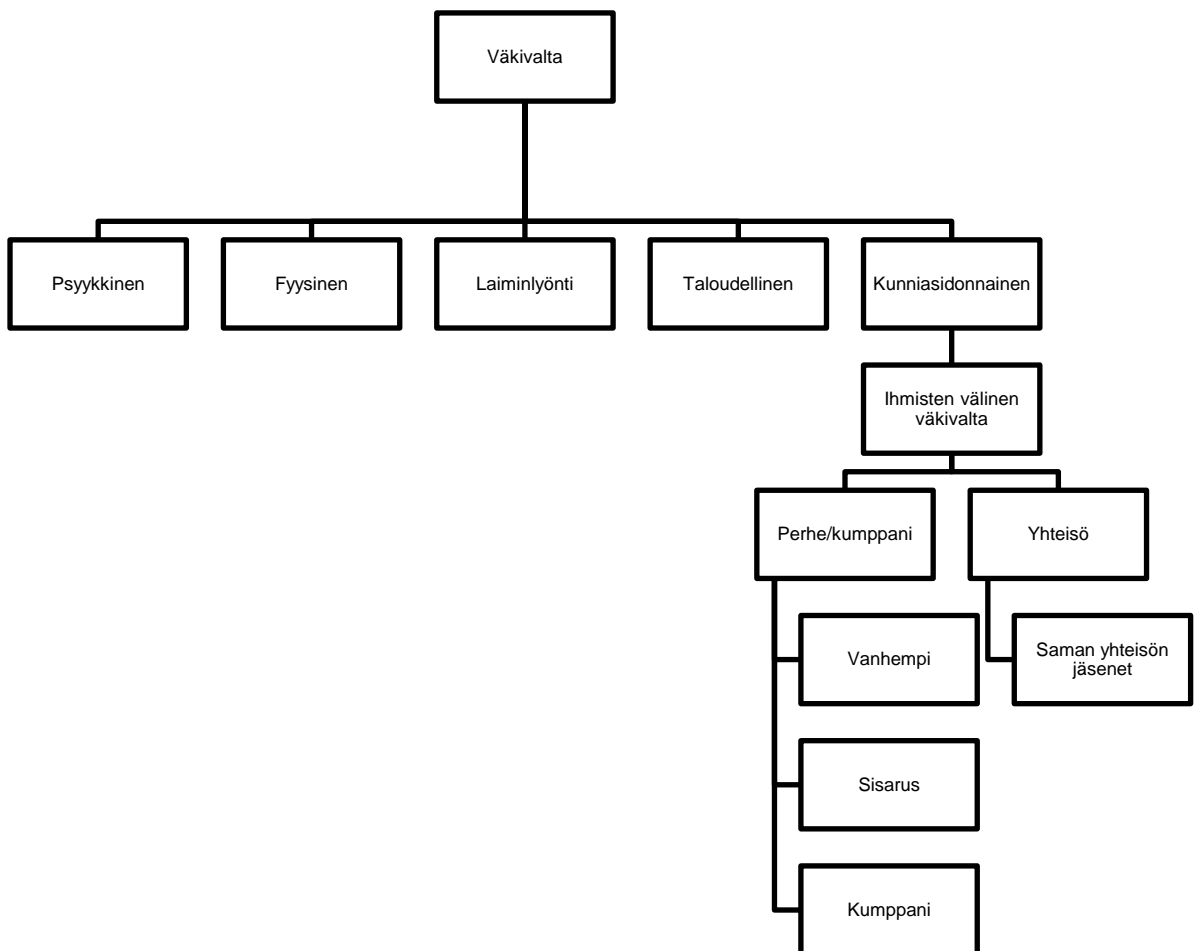 Väkivalta
Psyykkinen
Fyysinen
Laiminlyönti
Taloudellinen
Kunniasidonnainen
Ihmisten välinen
väkivalta
Perhe/kumppani
Yhteisö
Vanhempi
Saman yhteisön
jäsenet
Sisarus
Kumppani